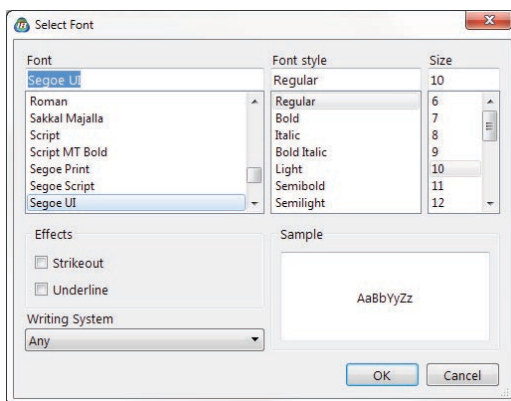 Select Font
Font
Segoe UI
Roman
Sakkal Majalla
Script
Script MT Bold
Segoe Print
Segoe Script
Segoe UI
Font style
Regular
Regular
Bold
Italic
Bold Italic
Light
Semibold
Semilight
Size
10
6
7
8
9
10
11
12
Effects
Strikeout
Underline
Writing System
Any
Sample
AaBbYyZz
OK
Cancel